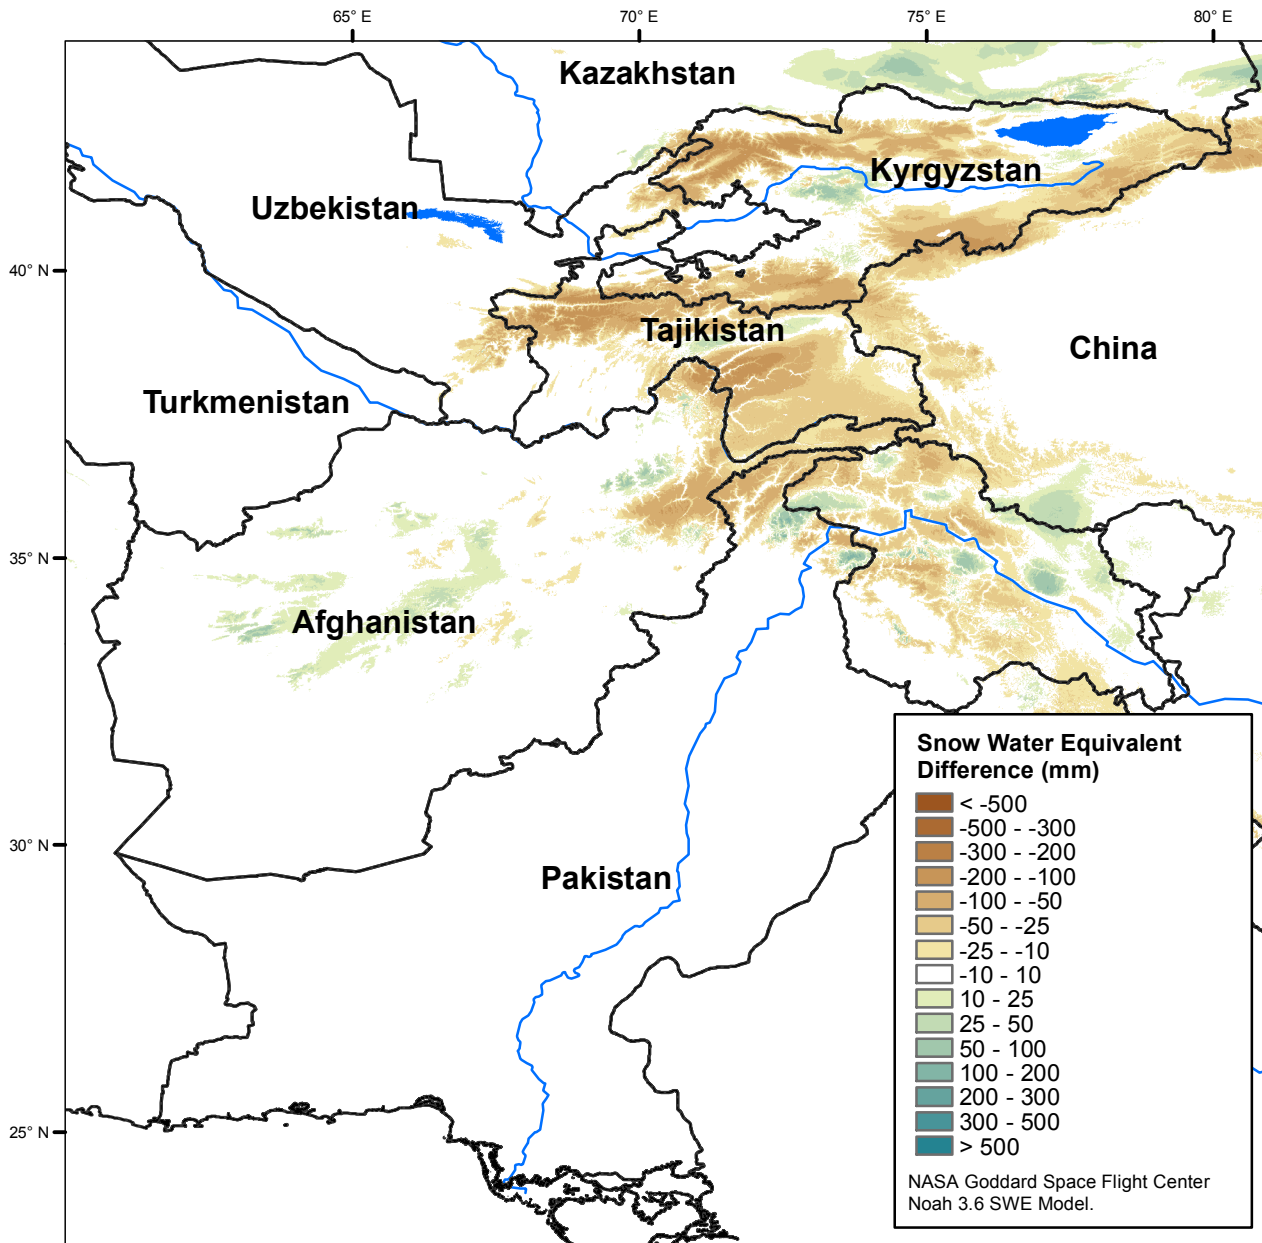 65° E
70° E
75° E
80° E
Kazakhstan
Kyrgyzstan
Uzbekistan
40° N
Tajikistan
China
Turkmenistan
35° N
Afghanistan
30° N
Pakistan
25° N
Snow Water Equivalent
Difference (mm)
< -500
-500 - -300
-300 - -200
-200 - -100
-100 - -50
-50 - -25
-25 - -10
-10 - 10
10 - 25
25 - 50
50 - 100
100 - 200
200 - 300
300 - 500
> 500
NASA Goddard Space Flight Center
Noah 3.6 SWE Model.